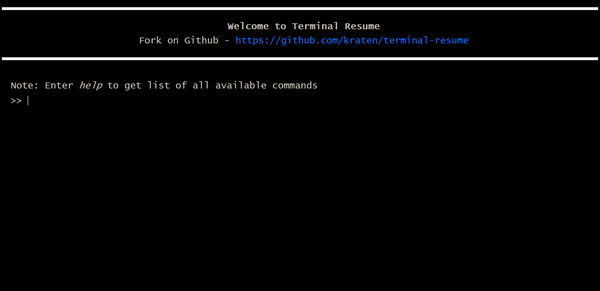 Welcome to Terminal Resume
Fork on Github - https://github.com/kraten/terminal-resume
Note: Enter help to get list of all available commands
>>